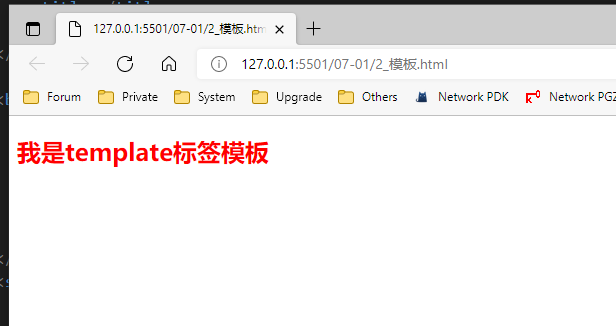 127.0.0.1:5501/07-01/2_模板.htm
127.0.0.1:5501/07-01/2_模板.html
Forum Private System Upgrade Others Network PDK Network PGZ
我是template标签模板